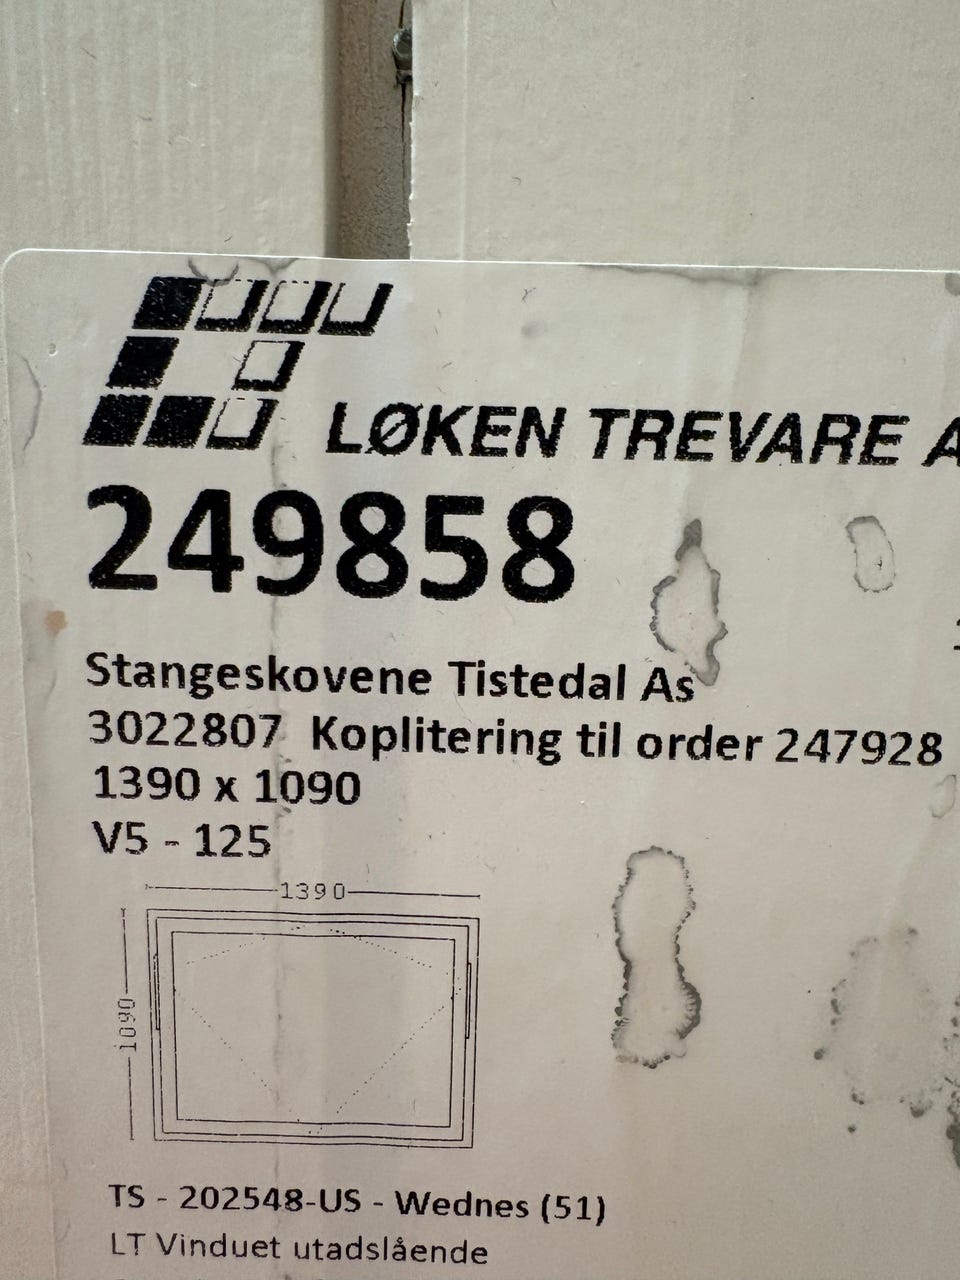 LØKEN TREVARE A
249858
Stangeskovene Tistedal As
3022807 Koplitering til order 247928
1390 x 1090
V5 - 125
1390
1090
TS - 202548-US - Wednes (51)
LT Vinduet utadslående